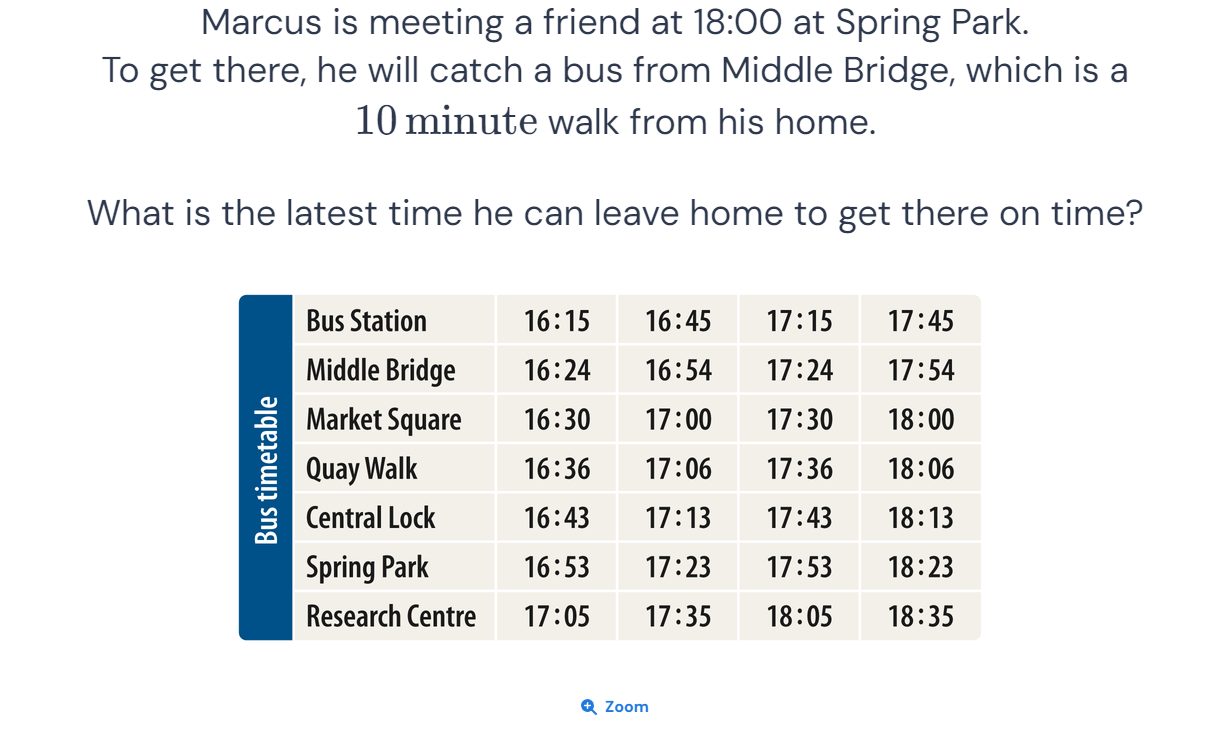 Marcus is meeting a friend at 18:00 at Spring Park.
To get there, he will catch a bus from Middle Bridge, which is a
10 minute walk from his home.
What is the latest time he can leave home to get there on time?
Bus timetable
Bus Station 16:15 16:45 17:15 17:45
Middle Bridge 16:24 16:54 17:24 17:54
Market Square 16:30 17:00 17:30 18:00
Quay Walk 16:36 17:06 17:36 18:06
Central Lock 16:43 17:13 17:43 18:13
Spring Park 16:53 17:23 17:53 18:23
Research Centre 17:05 17:35 18:05 18:35
Zoom